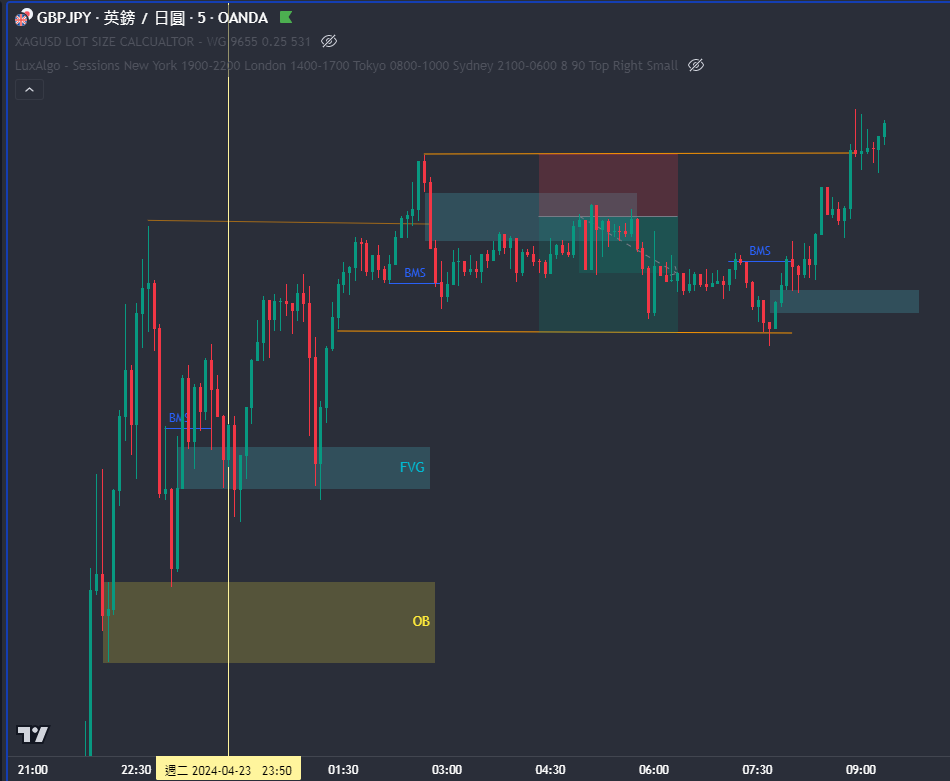 GBPJPY · 英鎊 / 日圓 · 5 · OANDA
XAGUSD LOT SIZE CALCUALTOR - WG 9655 0.25 531
LuxAlgo - Sessions New York 1900-2200 London 1400-1700 Tokyo 0800-1000 Sydney 2100-0600 8 90 Top Right Small
BMS
BMS
BMS
FVG
OB
21:00 22:30 週二 2024-04-23 23:50 01:30 03:00 04:30 06:00 07:30 09:00